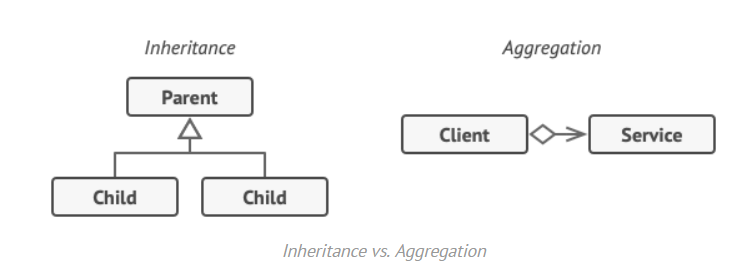 Inheritance
Aggregation
Parent
Client
Service
Child
Child
Inheritance vs. Aggregation